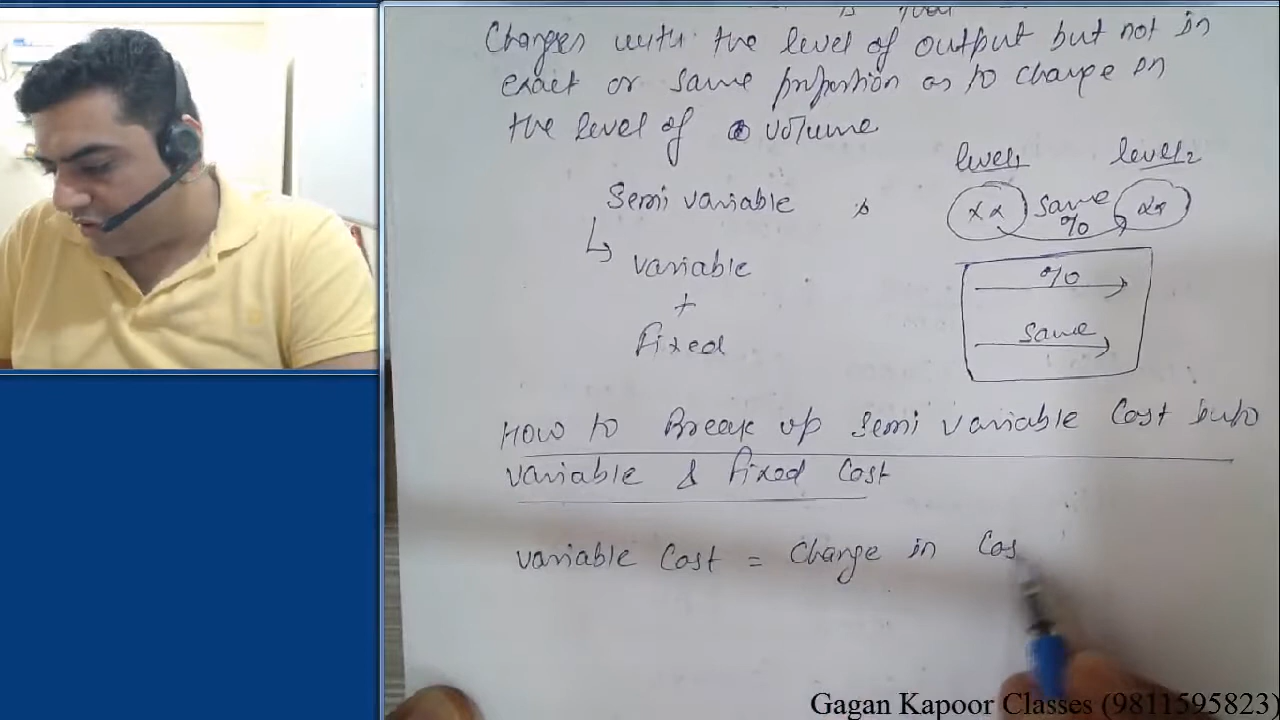 Changes with the level of output but not in
exact or same proportion as to change in
the level of volume
level1 level2
Semi variable xx same % xx
variable %
+
fixed same
How to Break up Semi variable Cost into
variable & fixed Cost
variable Cost = Change in Cos
Gagan Kapoor Classes (9811595823)